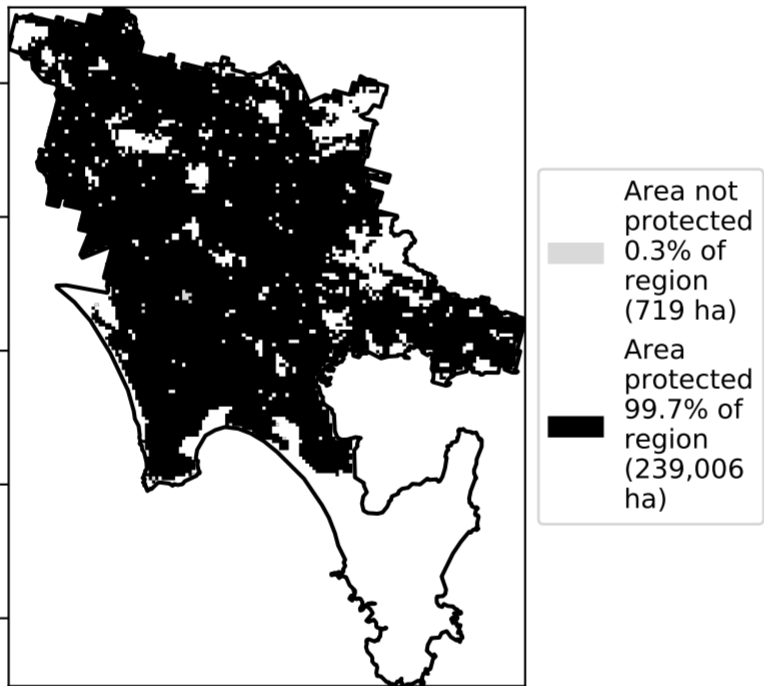 Area not
protected
0.3% of
region
(719 ha)
Area
protected
99.7% of
region
(239,006
ha)